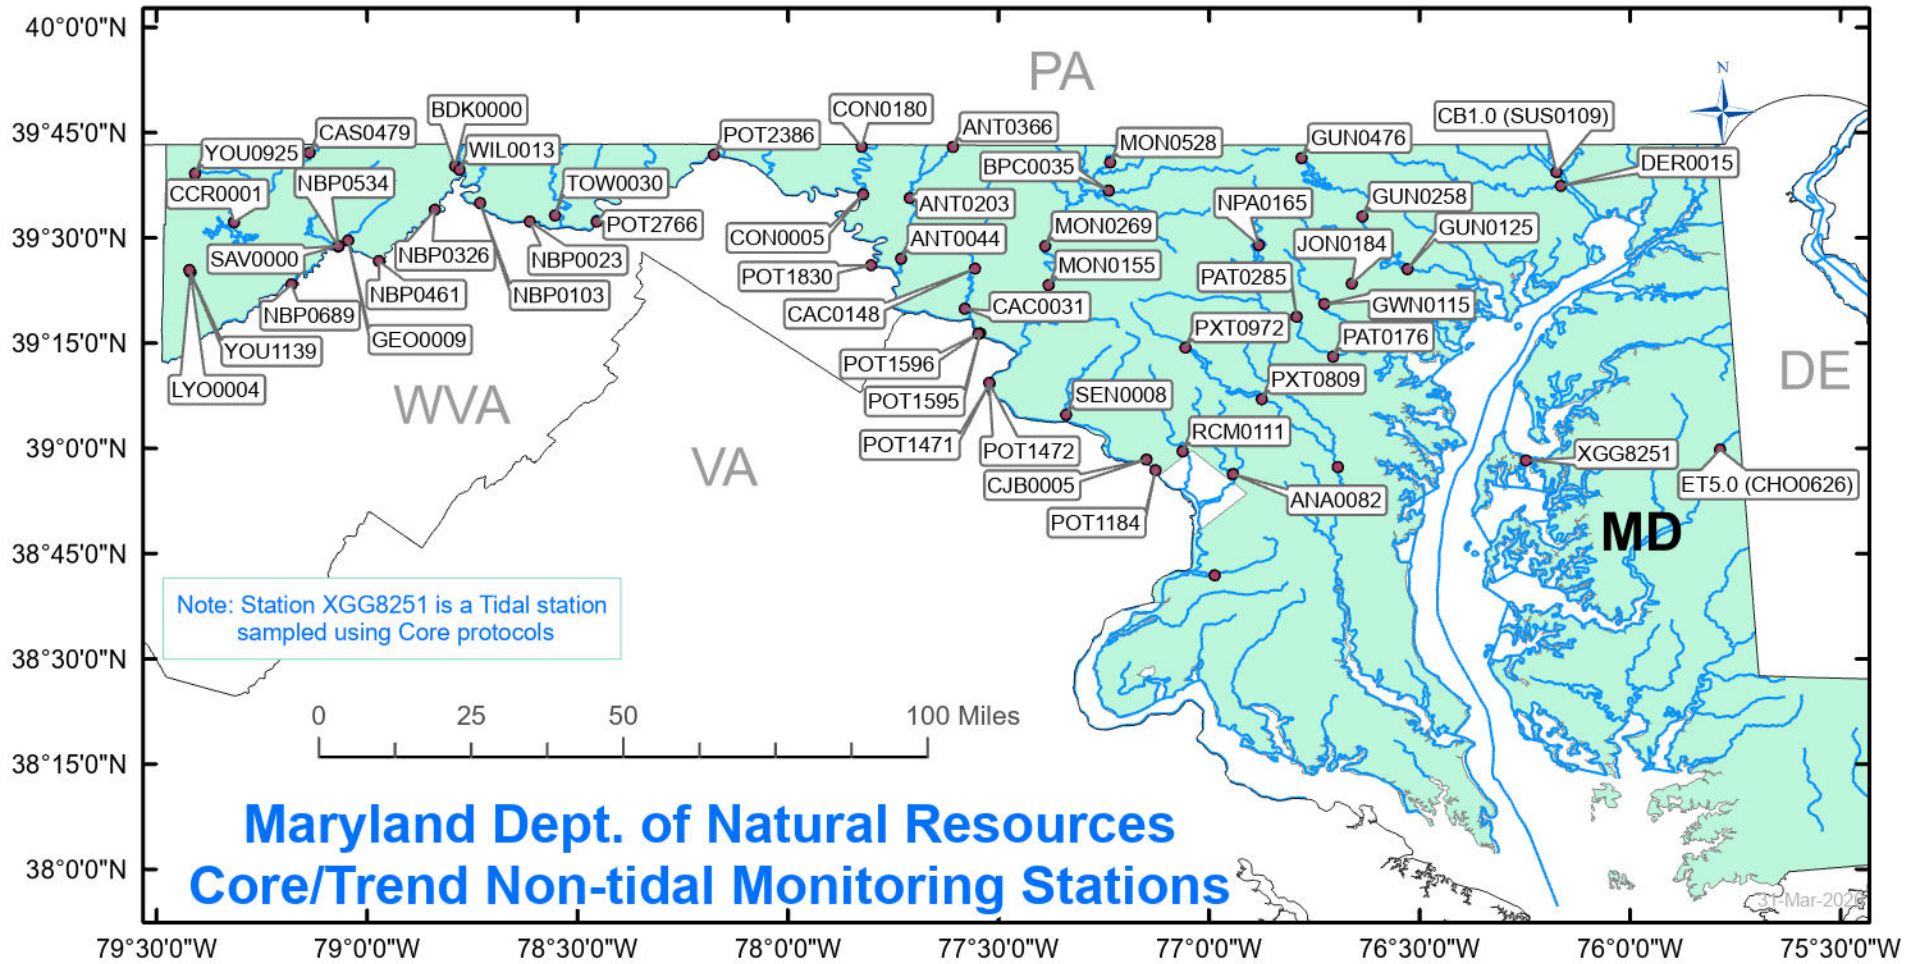 40°0'0"N
PA
N
BDK0000
CON0180
CB1.0 (SUS0109)
39°45'0"N
CAS0479
POT2386
ANT0366
MON0528
GUN0476
YOU0925
WIL0013
BPC0035
DER0015
CCR0001
NBP0534
TOW0030
ANT0203
NPA0165
GUN0258
39°30'0"N
POT2766
CON0005
ANT0044
MON0269
JON0184
GUN0125
SAV0000
NBP0326
NBP0023
POT1830
MON0155
PAT0285
NBP0461
NBP0103
CAC0148
CAC0031
GWN0115
NBP0689
GEO0009
PXT0972
PAT0176
39°15'0"N
YOU1139
POT1596
DE
LYO0004
POT1595
SEN0008
PXT0809
WVA
POT1471
POT1472
RCM0111
39°0'0"N
VA
CJB0005
XGG8251
ANA0082
ET5.0 (CHO0626)
POT1184
MD
38°45'0"N
Note: Station XGG8251 is a Tidal station
sampled using Core protocols
38°30'0"N
0 25 50 100 Miles
38°15'0"N
Maryland Dept. of Natural Resources
38°0'0"N
Core/Trend Non-tidal Monitoring Stations
79°30'0"W 79°0'0"W 78°30'0"W 78°0'0"W 77°30'0"W 77°0'0"W 76°30'0"W 76°0'0"W 75°30'0"W